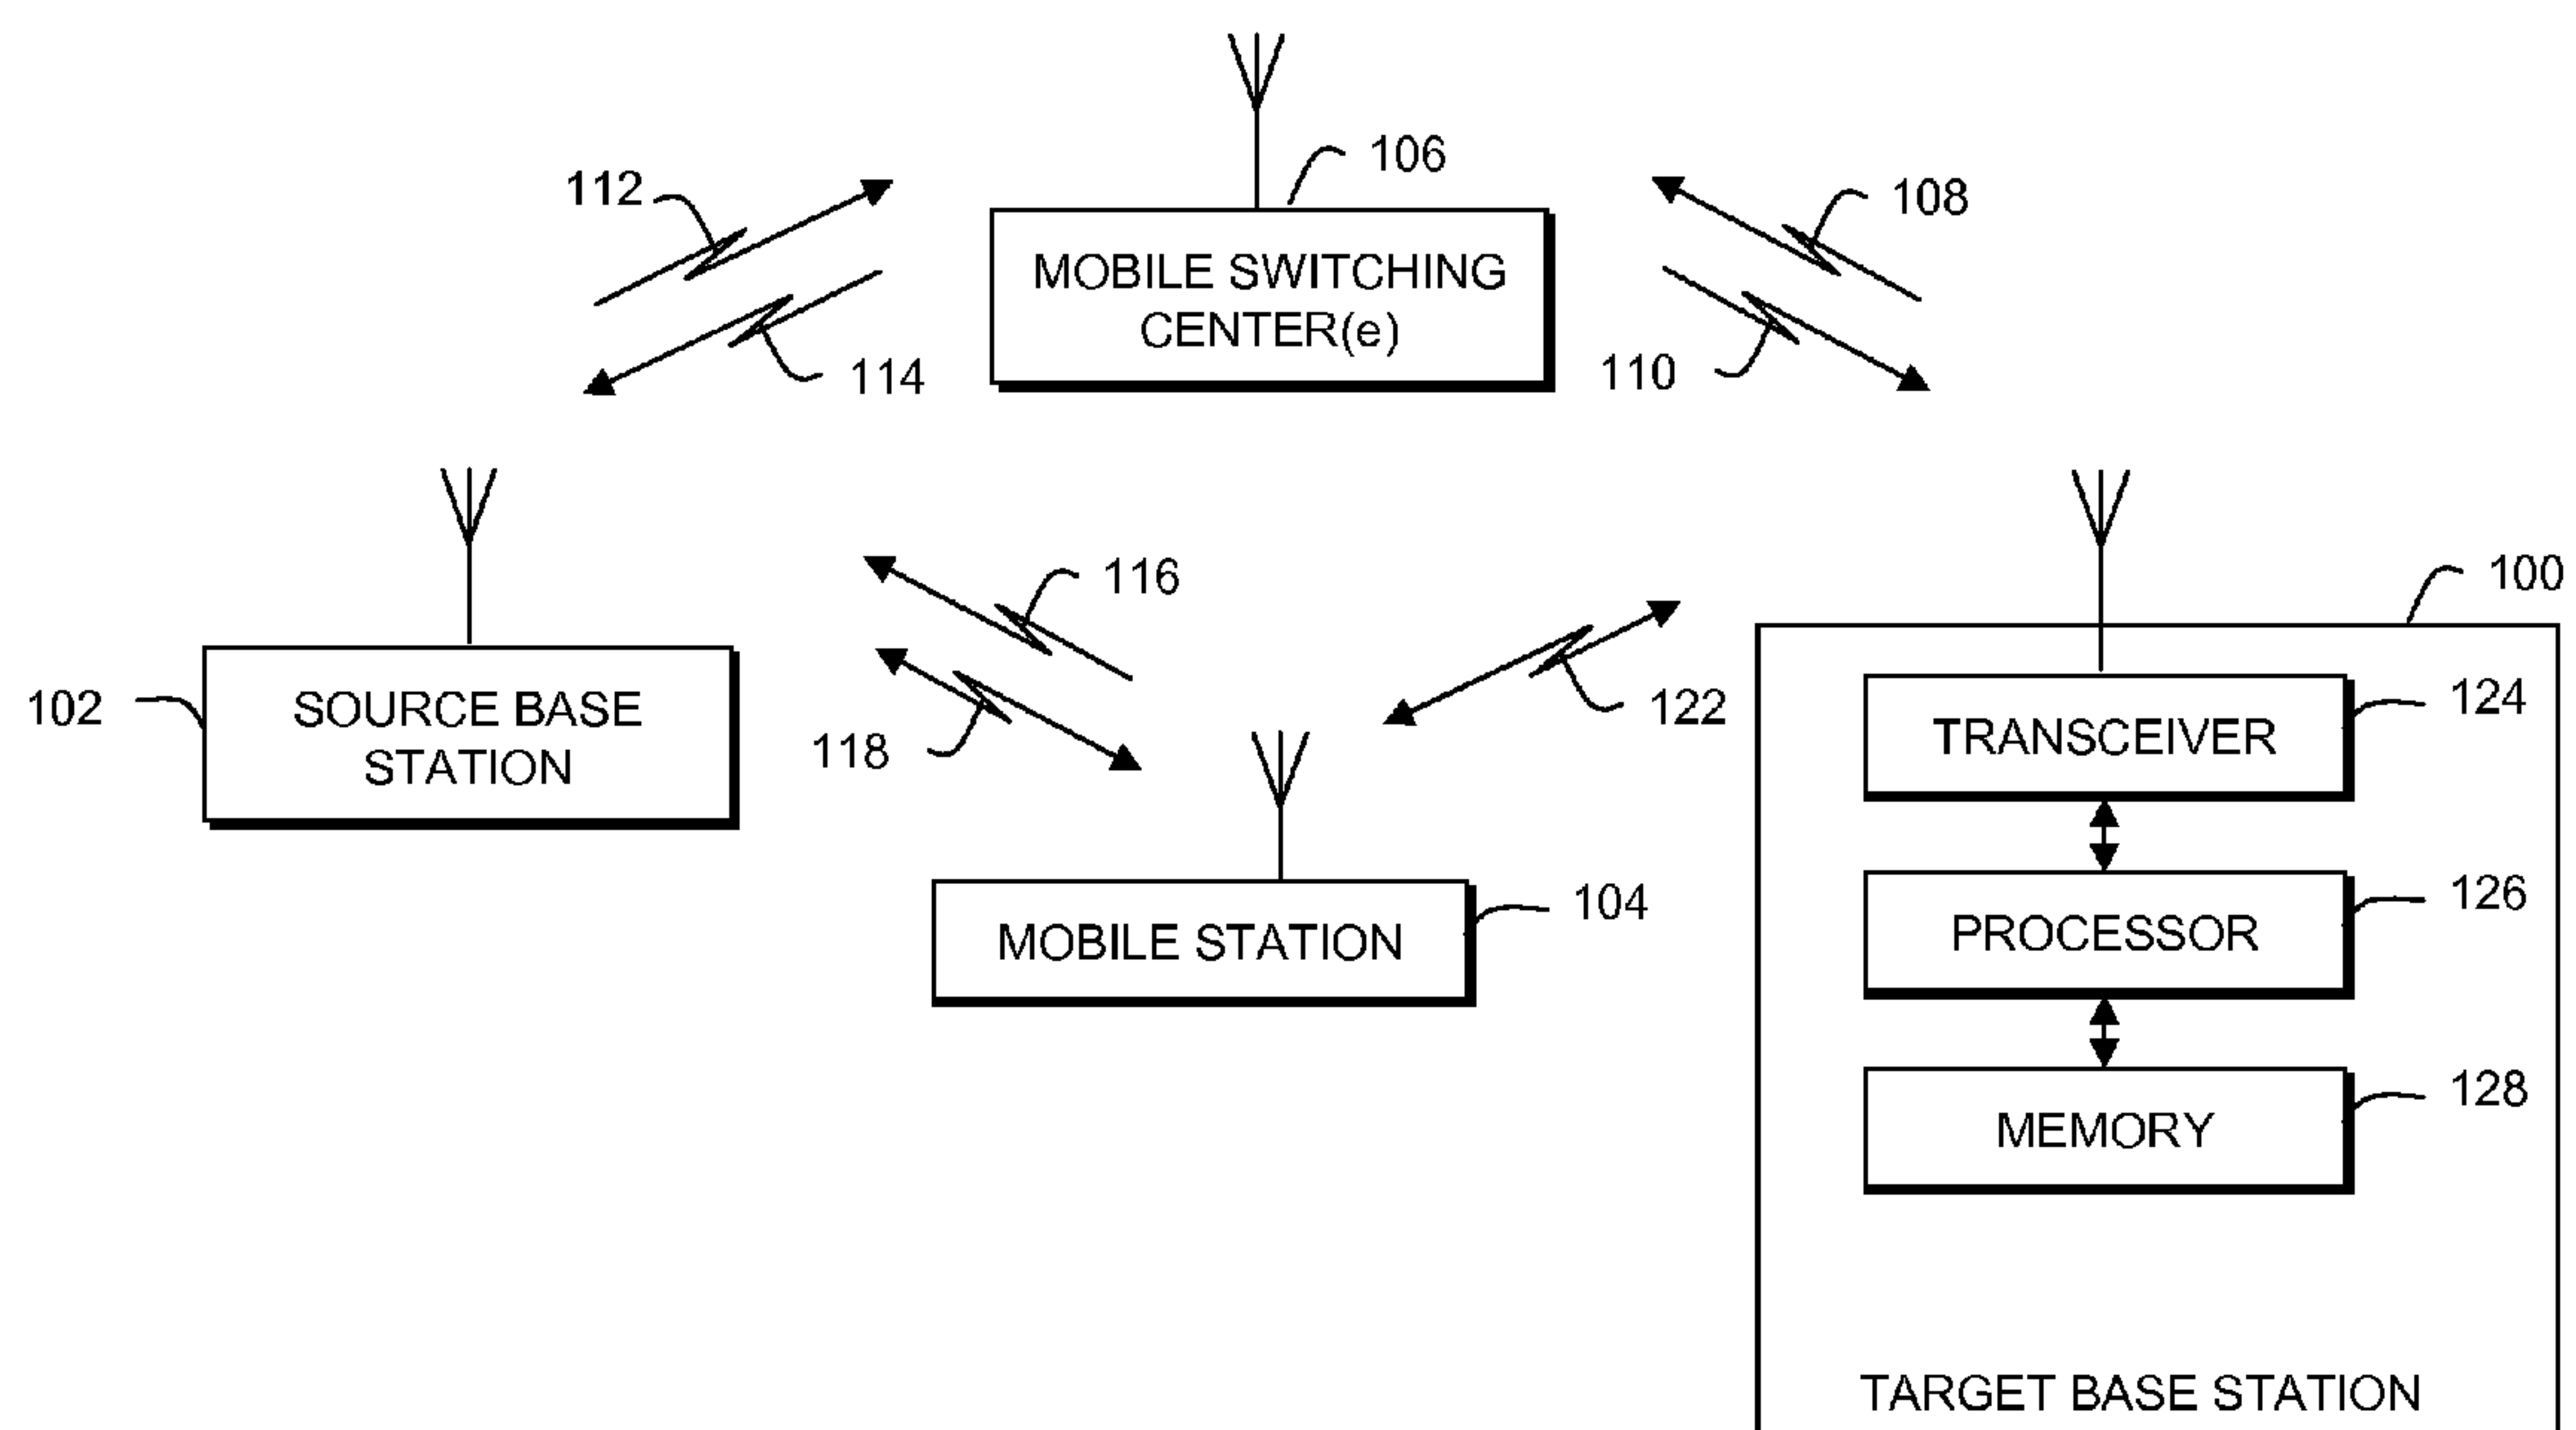 106
112
108
MOBILE SWITCHING
CENTER(e)
114
110
116
100
102
SOURCE BASE
STATION
118
122
124
TRANSCEIVER
104
MOBILE STATION
126
PROCESSOR
128
MEMORY
TARGET BASE STATION